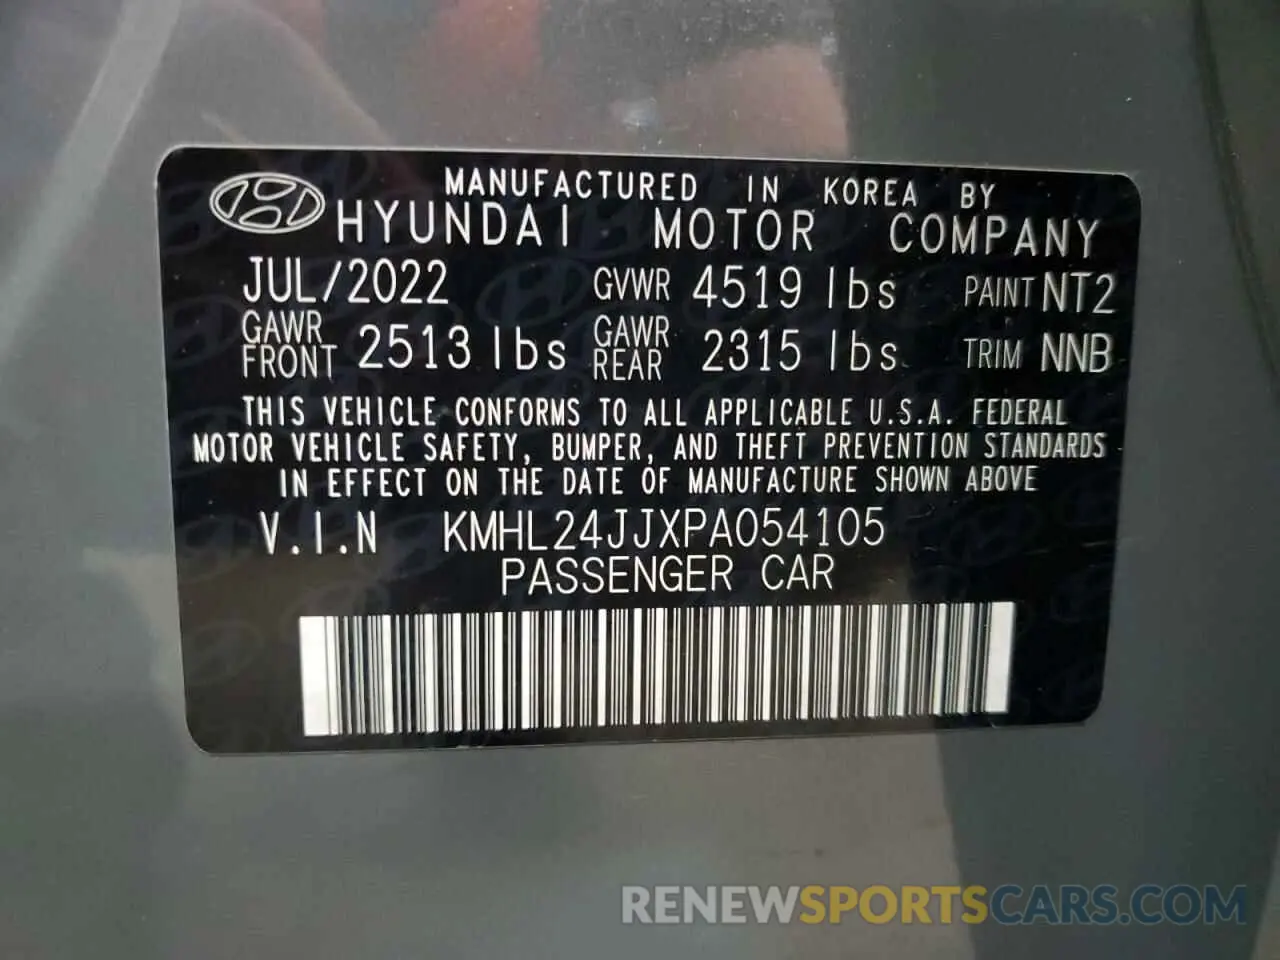 MANUFACTURED IN KOREA BY
HYUNDAI MOTOR COMPANY
JUL/2022 GVWR 4519 lbs PAINT NT2
GAWR FRONT 2513 lbs GAWR REAR 2315 lbs TRIM NNB
THIS VEHICLE CONFORMS TO ALL APPLICABLE U.S.A. FEDERAL
MOTOR VEHICLE SAFETY, BUMPER, AND THEFT PREVENTION STANDARDS
IN EFFECT ON THE DATE OF MANUFACTURE SHOWN ABOVE
V.I.N KMHL24JJXPA054105
PASSENGER CAR
RENEWSPORTSCARS.COM